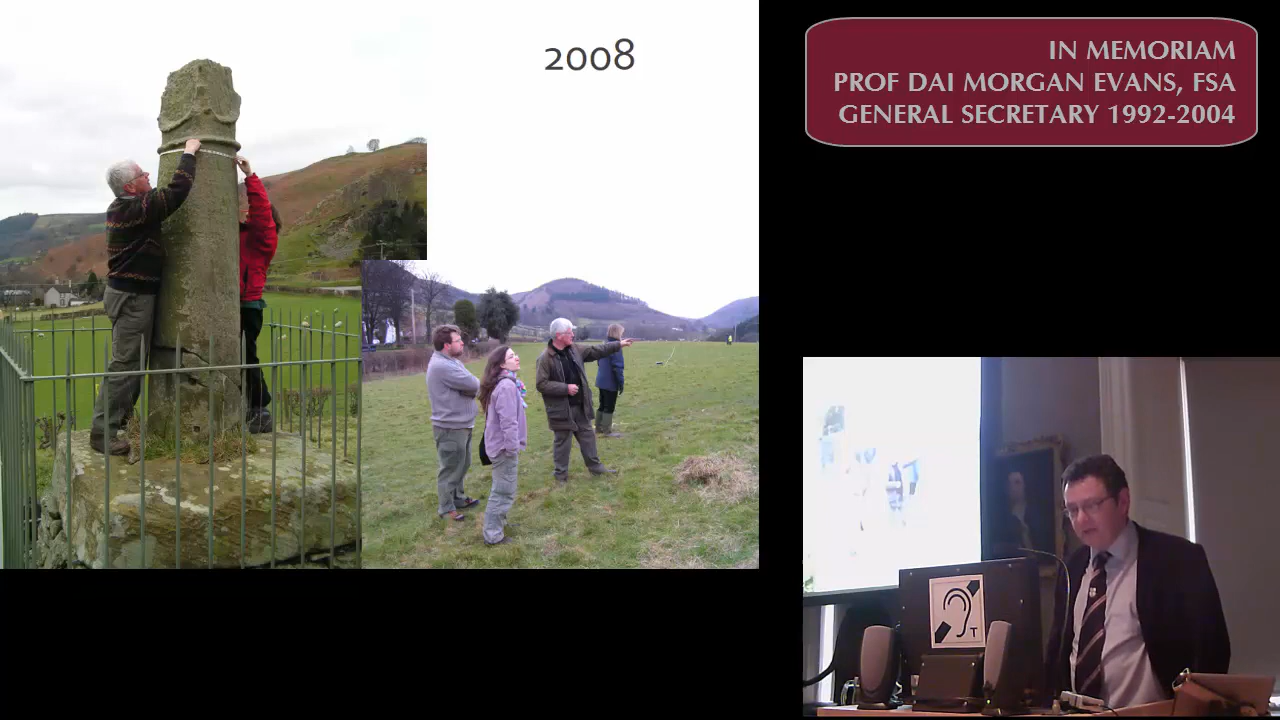 2008
IN MEMORIAM
PROF DAI MORGAN EVANS, FSA
GENERAL SECRETARY 1992-2004
T